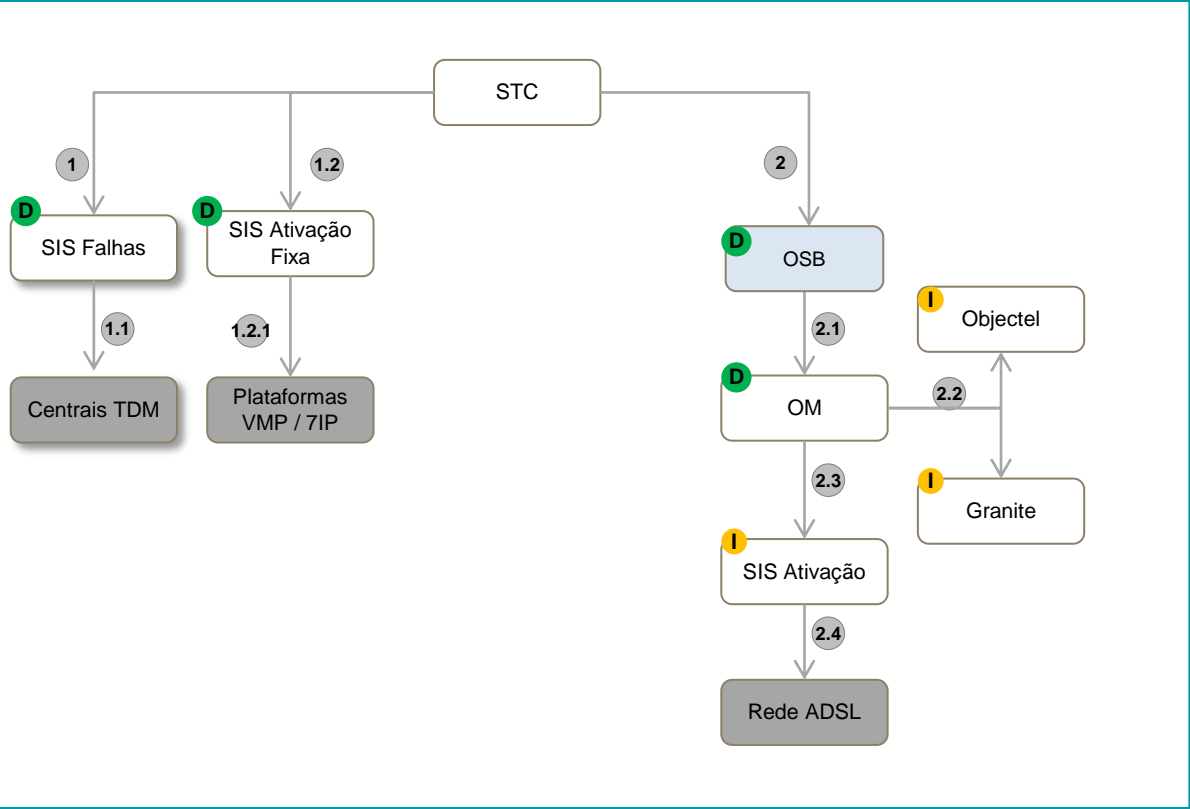 STC
1
1.2
2
D
SIS Falhas
D
SIS Ativação
Fixa
D
OSB
I
Objectel
1.1
1.2.1
2.1
D
OM
2.2
Centrais TDM
Plataformas
VMP / 7IP
2.3
I
Granite
I
SIS Ativação
2.4
Rede ADSL